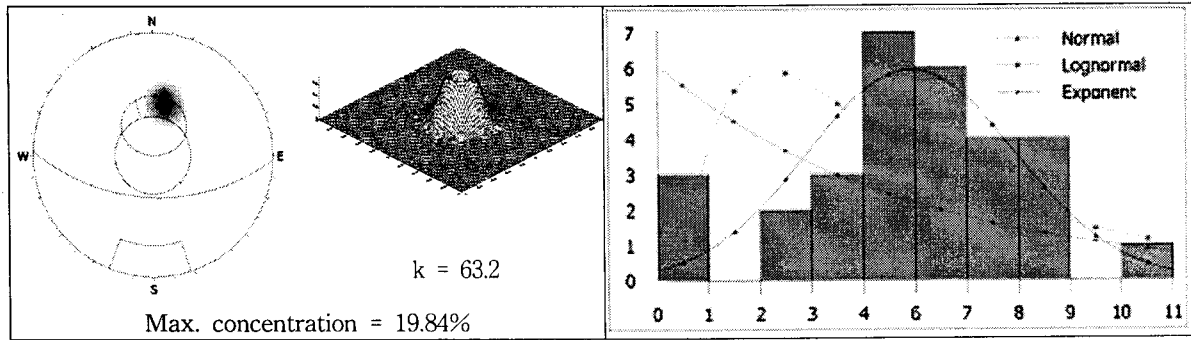 N
W
E
S
k = 63.2
Max. concentration = 19.84%
7
6
5
4
3
2
1
0
Normal
Lognormal
Exponent
0 1 2 3 4 5 6 7 8 9 10 11